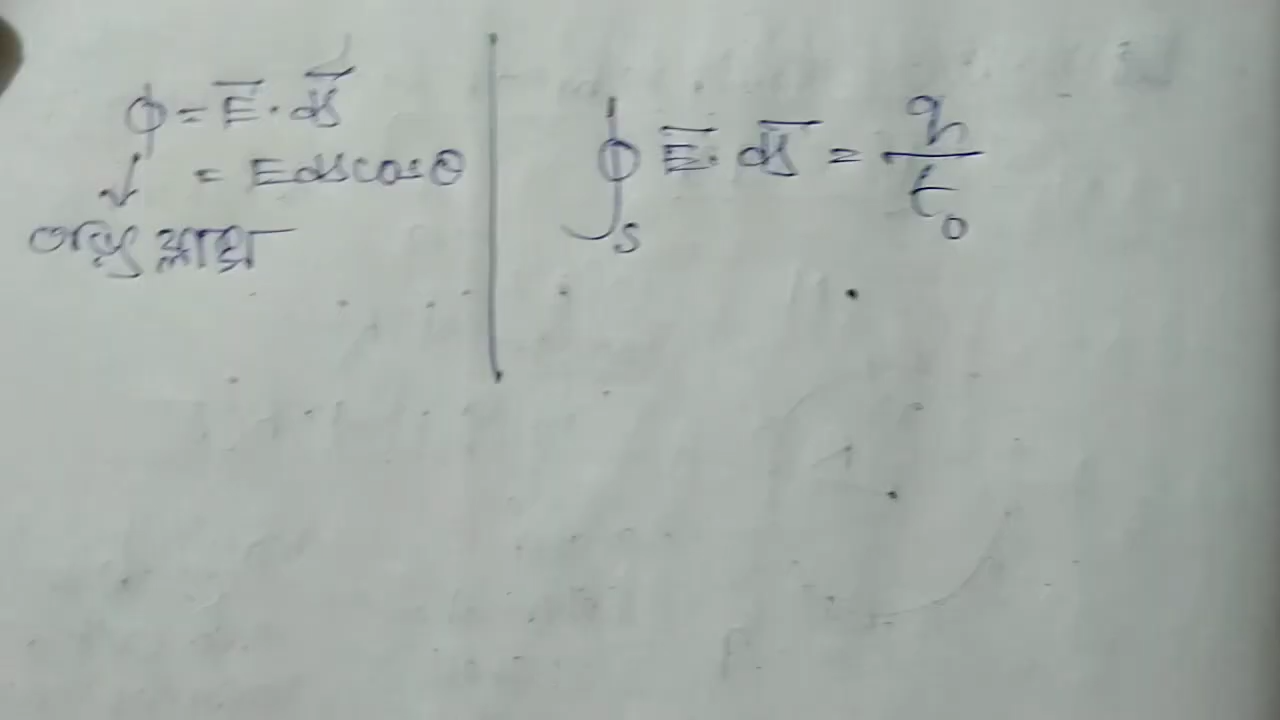 ϕ = E⃗ · ds⃗
= E ds cos θ
∮ₛ E⃗ · ds⃗ = q/ε₀